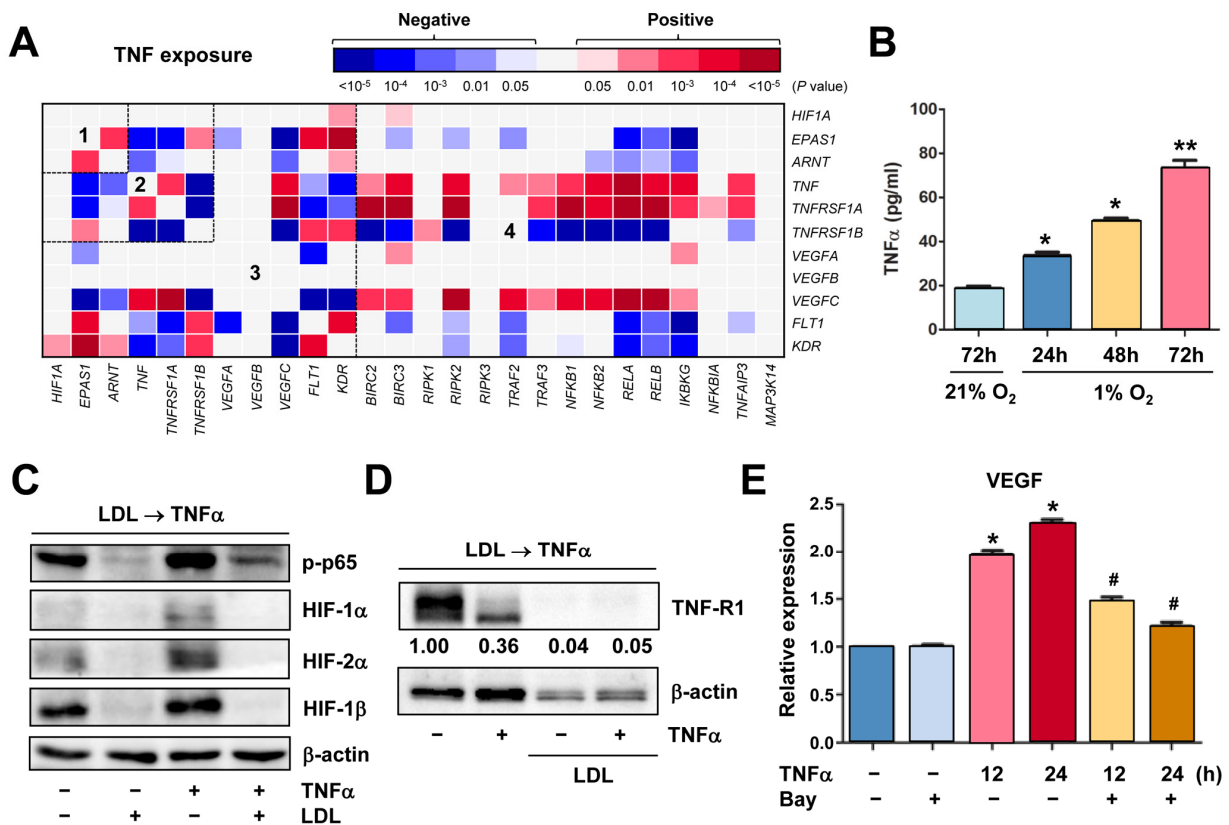 A
TNF exposure
Negative
Positive
<10-5
10-4
10-3
0.01
0.05
0.05
0.01
10-3
10-4
<10-5
(P value)
1
2
3
4
HIF1A
EPAS1
ARNT
TNF
TNFRSF1A
TNFRSF1B
VEGFA
VEGFB
VEGFC
FLT1
KDR
HIF1A
EPAS1
ARNT
TNF
TNFRSF1A
TNFRSF1B
VEGFA
VEGFB
VEGFC
FLT1
KDR
BIRC2
BIRC3
RIPK1
RIPK2
RIPK3
TRAF2
TRAF3
NFKB1
NFKB2
RELA
RELB
IKBKG
NFKBIA
TNFAIP3
MAP3K14
B
TNFα (pg/ml)
100
80
60
40
20
0
*
*
**
72h 24h 48h 72h
21% O2 1% O2
C
LDL → TNFα
p-p65
HIF-1α
HIF-2α
HIF-1β
β-actin
− − + + TNFα
− + − + LDL
D
LDL → TNFα
TNF-R1
1.00 0.36 0.04 0.05
β-actin
− + − + TNFα
LDL
E
VEGF
Relative expression
2.5
2.0
1.5
1.0
0.5
0.0
*
*
#
#
TNFα − − 12 24 12 24 (h)
Bay − + − − + +